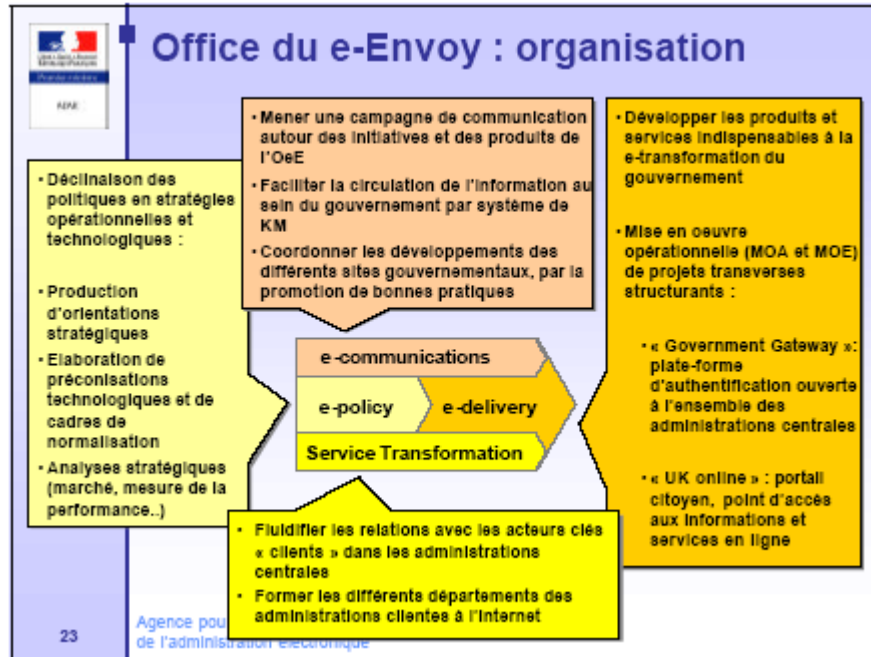 Office du e-Envoy : organisation
Premier ministre
• Mener une campagne de communication
autour des initiatives et des produits de
l'OeE
• Faciliter la circulation de l'information au
sein du gouvernement par système de
KM
• Coordonner les développements des
différents sites gouvernementaux, par la
promotion de bonnes pratiques
• Développer les produits et
services indispensables à la
e-transformation du
gouvernement
• Mise en oeuvre
opérationnelle (MOA et MOE)
de projets transverses
structurants :
• « Government Gateway »:
plate-forme
d'authentification ouverte
à l'ensemble des
administrations centrales
• « UK online » : portail
citoyen, point d'accès
aux informations et
services en ligne
• Déclinaison des
politiques en stratégies
opérationnelles et
technologiques :
• Production
d'orientations
stratégiques
• Elaboration de
préconisations
technologiques et de
cadres de
normalisation
• Analyses stratégiques
(marché, mesure de la
performance..)
e-communications
e-policy
e-delivery
Service Transformation
• Fluidifier les relations avec les acteurs clés
« clients » dans les administrations
centrales
• Former les différents départements des
administrations clientes à l'Internet
23
Agence pou
de l'administration électronique